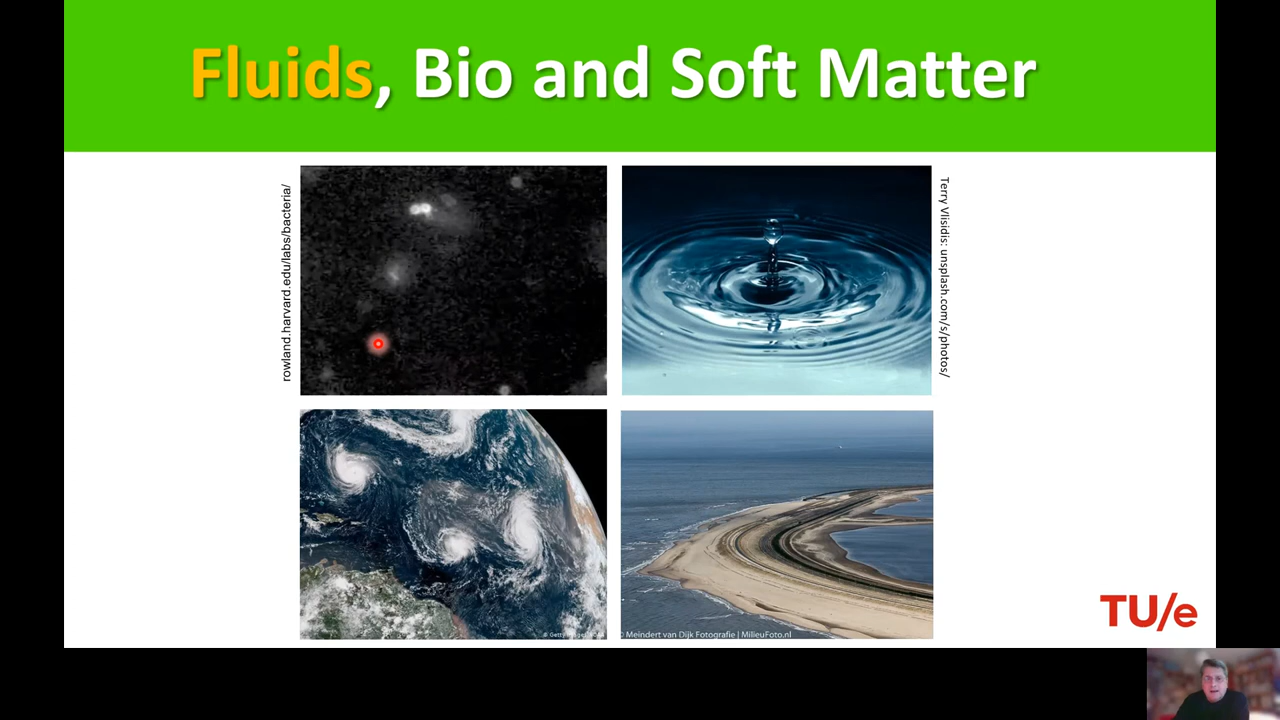 Fluids, Bio and Soft Matter
rowland.harvard.edu/labs/bacteria/
Terry Vlisidis: unsplash.com/s/photos/
Meindert van Dijk Fotografie | MilieuFoto.nl
TU/e